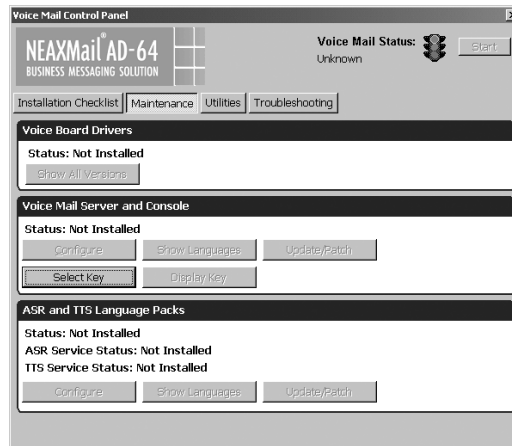 Voice Mail Control Panel
NEAXMail® AD-64
BUSINESS MESSAGING SOLUTION
Voice Mail Status:
Unknown
Start
Installation Checklist Maintenance Utilities Troubleshooting
Voice Board Drivers
Status: Not Installed
Show All Versions
Voice Mail Server and Console
Status: Not Installed
Configure Show Languages Update/Patch
Select Key Display Key
ASR and TTS Language Packs
Status: Not Installed
ASR Service Status: Not Installed
TTS Service Status: Not Installed
Configure Show Languages Update/Patch